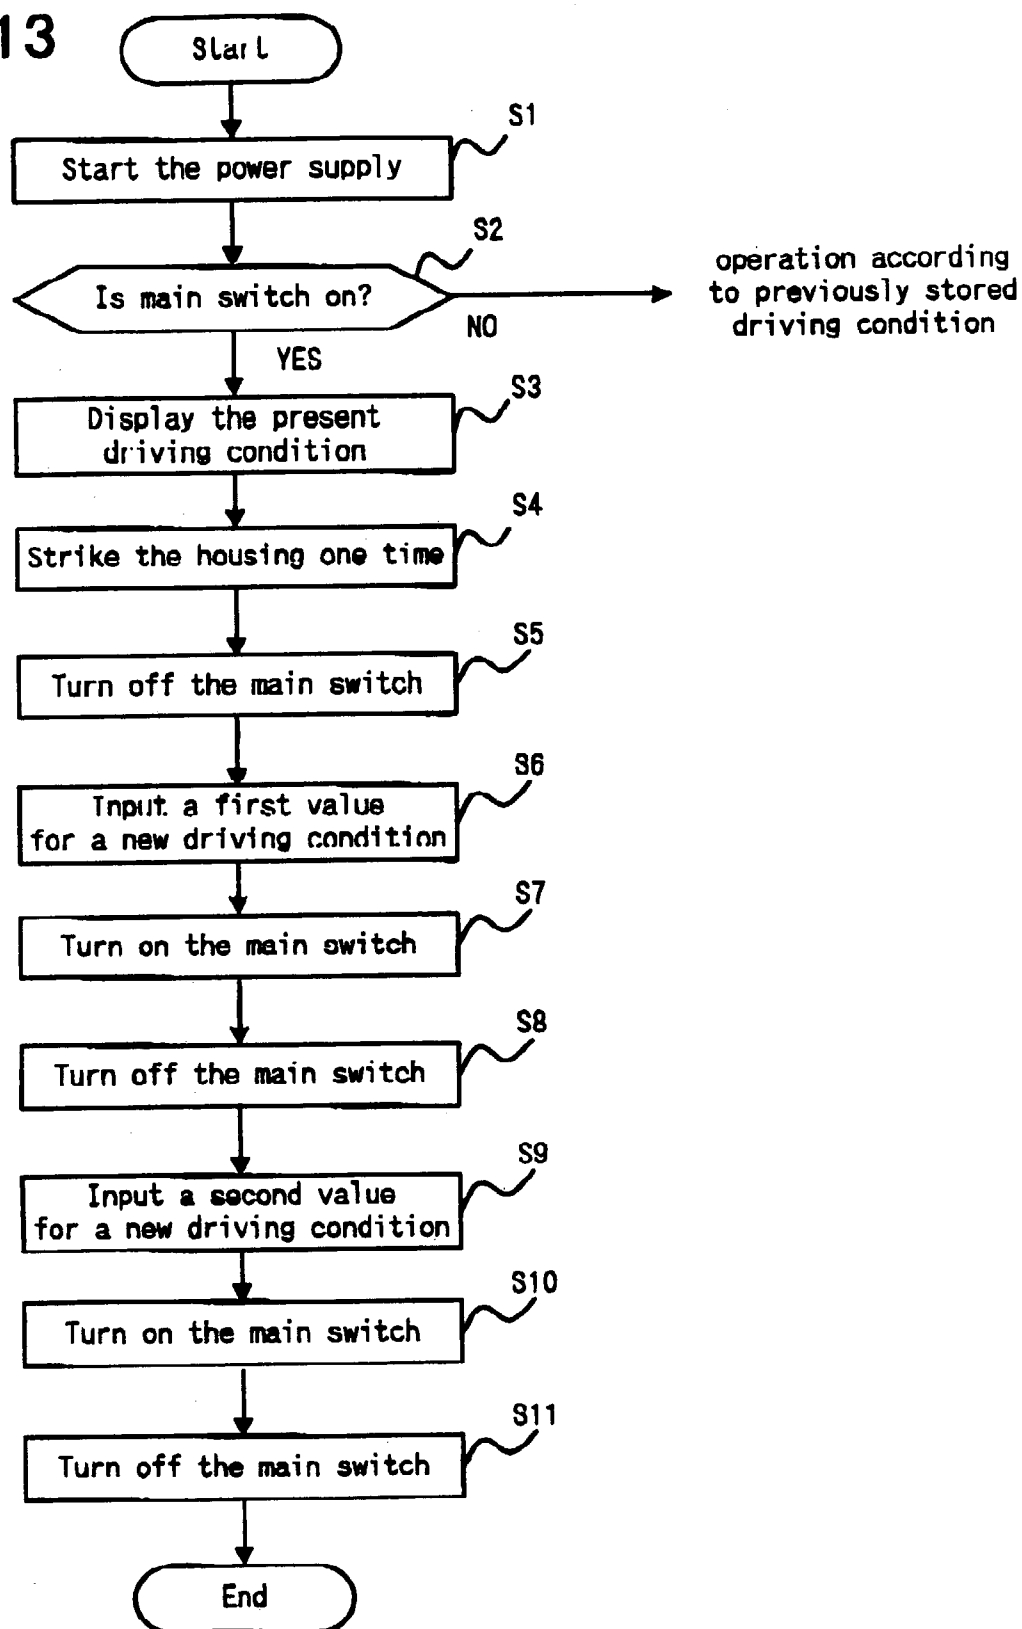 13
Start
S1
Start the power supply
S2
Is main switch on?
NO
operation according
to previously stored
driving condition
YES
S3
Display the present
driving condition
S4
Strike the housing one time
S5
Turn off the main switch
S6
Input a first value
for a new driving condition
S7
Turn on the main switch
S8
Turn off the main switch
S9
Input a second value
for a new driving condition
S10
Turn on the main switch
S11
Turn off the main switch
End